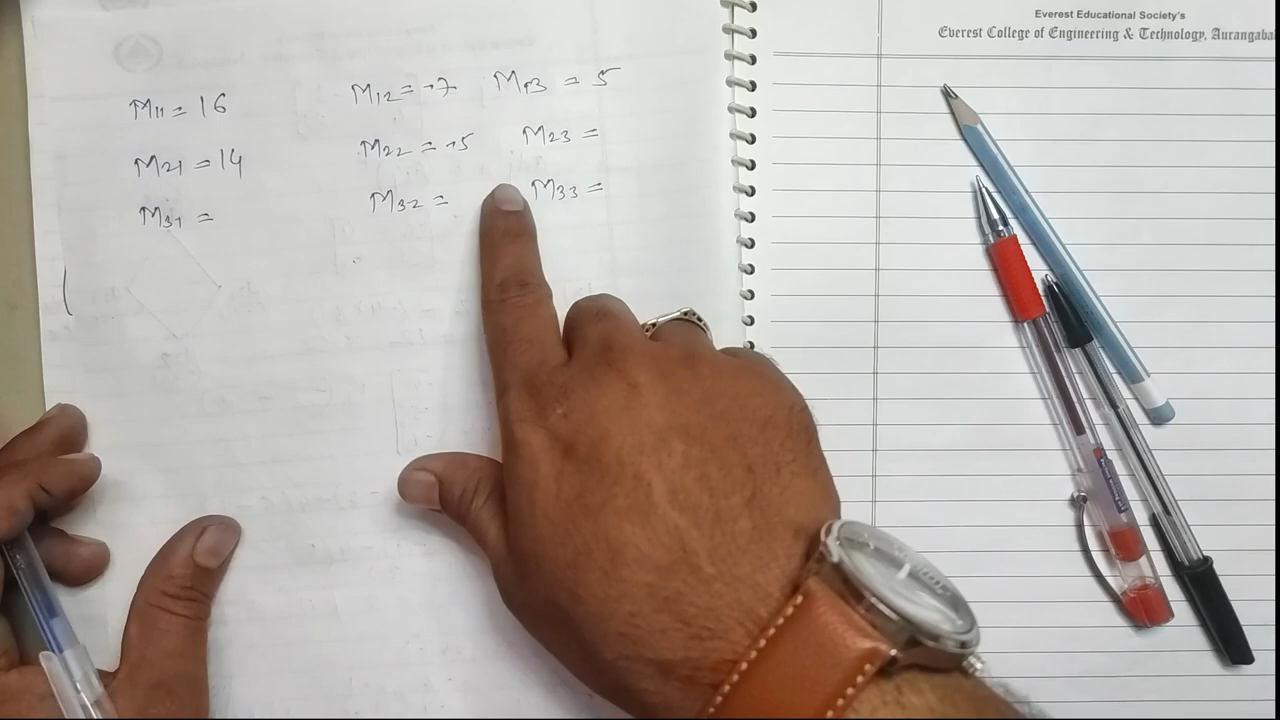 Everest Educational Society's
Everest College of Engineering & Technology, Aurangaba
M11 = 16 M12 = -7 M13 = 5
M21 = 14 M22 = -5 M23 =
M31 = M32 = M33 =